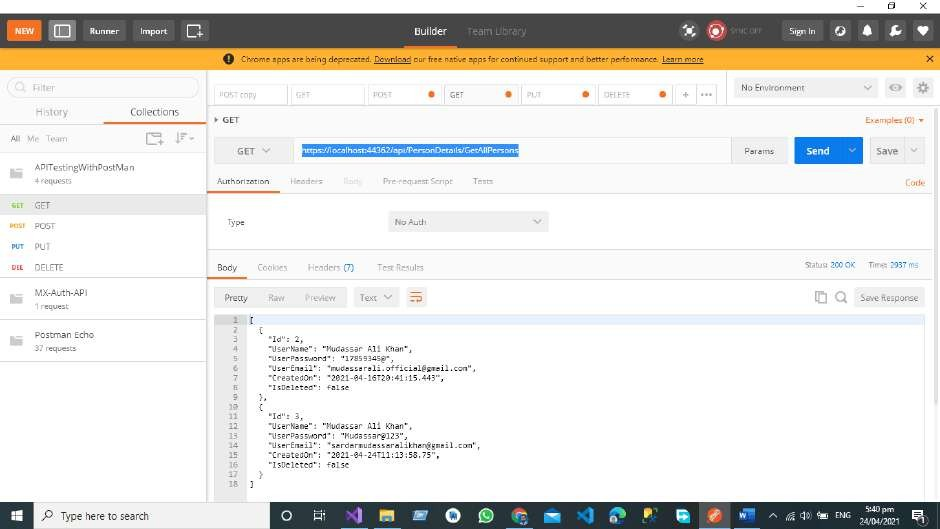 NEW Runner Import Builder Team Library SYNC OFF Sign In
Chrome apps are being deprecated. Download our free native apps for continued support and better performance. Learn more
Filter
History Collections
All Me Team
APITestingWithPostMan
4 requests
GET GET
POST POST
PUT PUT
DEL DELETE
MX-Auth-API
1 request
Postman Echo
37 requests
POST copy GET POST GET PUT DELETE + ••• No Environment
GET Examples (0)
GET https://localhost:44362/api/PersonDetails/GetAllPersons Params Send Save
Authorization Headers Body Pre-request Script Tests Code
Type No Auth
Body Cookies Headers (7) Test Results Status: 200 OK Time: 2937 ms
Pretty Raw Preview Text Save Response
1 [
2 {
3 "Id": 2,
4 "UserName": "Mudassar Ali Khan",
5 "UserPassword": "17859345@",
6 "UserEmail": "mudassarali.official@gmail.com",
7 "CreatedOn": "2021-04-16T20:41:15.443",
8 "IsDeleted": false
9 },
10 {
11 "Id": 3,
12 "UserName": "Mudassar Ali Khan",
13 "UserPassword": "Mudassar@123",
14 "UserEmail": "sardarmudassaralikhan@gmail.com",
15 "CreatedOn": "2021-04-24T11:13:58.75",
16 "IsDeleted": false
17 }
18 ]
Type here to search ENG 5:40 pm
24/04/2021